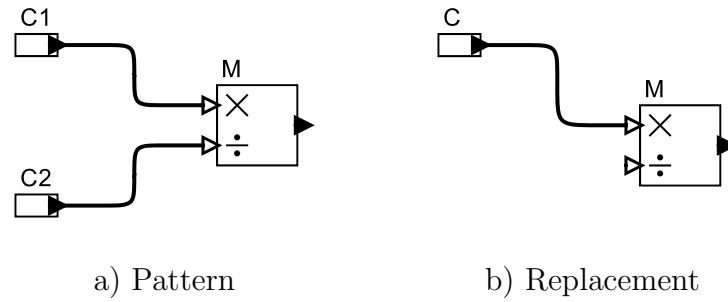 C1
C
M
×
÷
M
×
÷
C2
a) Pattern
b) Replacement